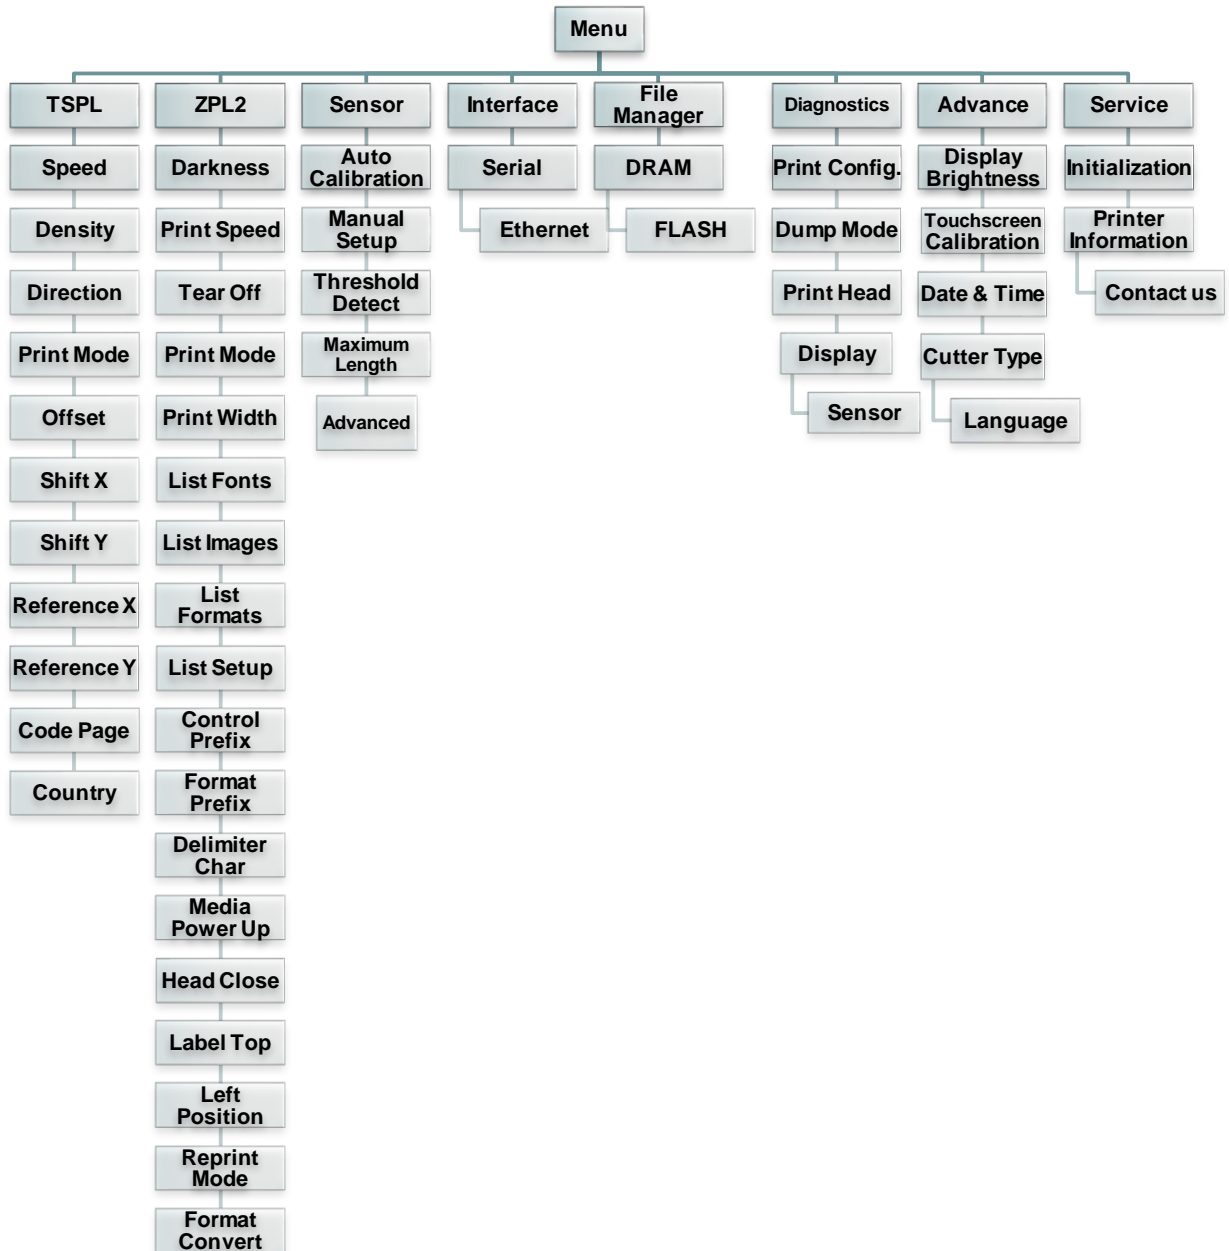 Menu
TSPL
Speed
Density
Direction
Print Mode
Offset
Shift X
Shift Y
Reference X
Reference Y
Code Page
Country
ZPL2
Darkness
Print Speed
Tear Off
Print Mode
Print Width
List Fonts
List Images
List
Formats
List Setup
Control
Prefix
Format
Prefix
Delimiter
Char
Media
Power Up
Head Close
Label Top
Left
Position
Reprint
Mode
Format
Convert
Sensor
Auto
Calibration
Manual
Setup
Threshold
Detect
Maximum
Length
Advanced
Interface
Serial
Ethernet
File
Manager
DRAM
FLASH
Diagnostics
Print Config.
Dump Mode
Print Head
Display
Sensor
Advance
Display
Brightness
Touchscreen
Calibration
Date & Time
Cutter Type
Language
Service
Initialization
Printer
Information
Contact us